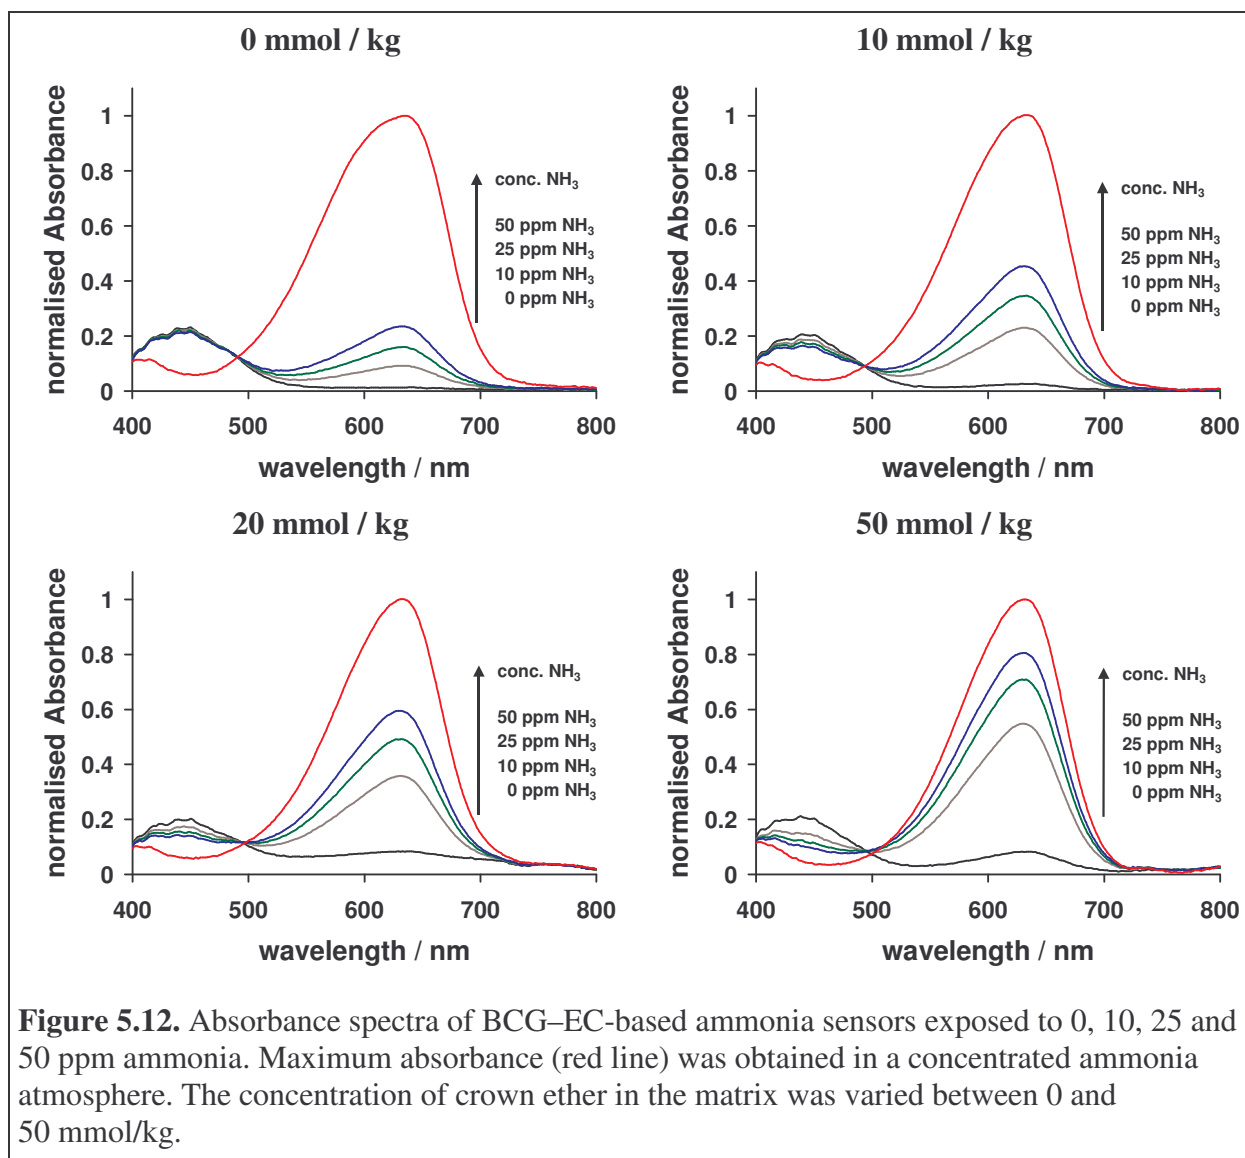 0 mmol / kg
normalised Absorbance
1
0.8
0.6
0.4
0.2
0
400 500 600 700 800
wavelength / nm
conc. NH₃
50 ppm NH₃
25 ppm NH₃
10 ppm NH₃
0 ppm NH₃
10 mmol / kg
normalised Absorbance
1
0.8
0.6
0.4
0.2
0
400 500 600 700 800
wavelength / nm
conc. NH₃
50 ppm NH₃
25 ppm NH₃
10 ppm NH₃
0 ppm NH₃
20 mmol / kg
normalised Absorbance
1
0.8
0.6
0.4
0.2
0
400 500 600 700 800
wavelength / nm
conc. NH₃
50 ppm NH₃
25 ppm NH₃
10 ppm NH₃
0 ppm NH₃
50 mmol / kg
normalised Absorbance
1
0.8
0.6
0.4
0.2
0
400 500 600 700 800
wavelength / nm
conc. NH₃
50 ppm NH₃
25 ppm NH₃
10 ppm NH₃
0 ppm NH₃
Figure 5.12. Absorbance spectra of BCG–EC-based ammonia sensors exposed to 0, 10, 25 and
50 ppm ammonia. Maximum absorbance (red line) was obtained in a concentrated ammonia
atmosphere. The concentration of crown ether in the matrix was varied between 0 and
50 mmol/kg.